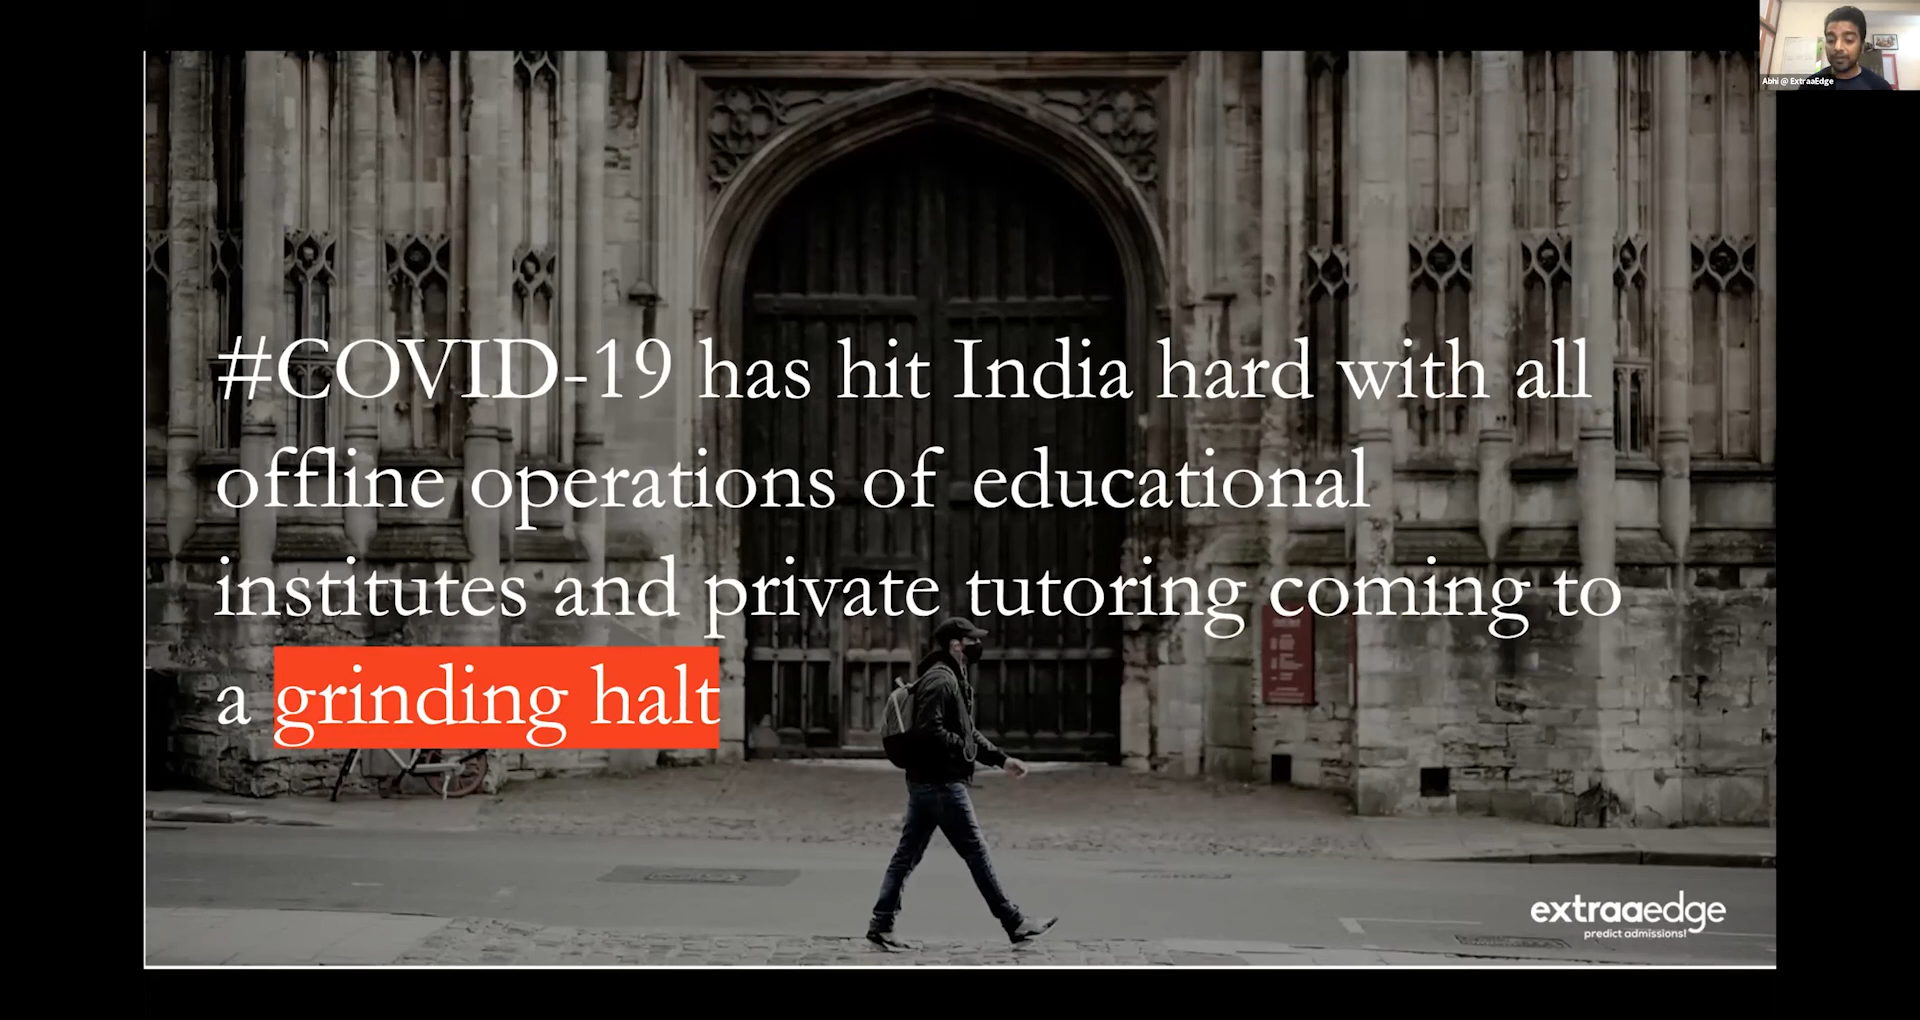 Abhi @ ExtraaEdge
#COVID-19 has hit India hard with all
offline operations of educational
institutes and private tutoring coming to
a grinding halt
extraaedge
predict admissions!